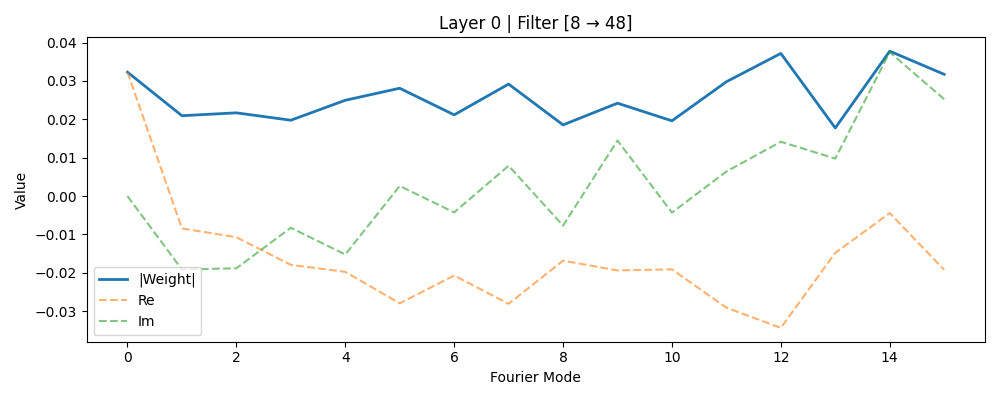 Layer 0 | Filter [8 → 48]
Value
0.04
0.03
0.02
0.01
0.00
−0.01
−0.02
−0.03
|Weight|
Re
Im
0 2 4 6 8 10 12 14
Fourier Mode